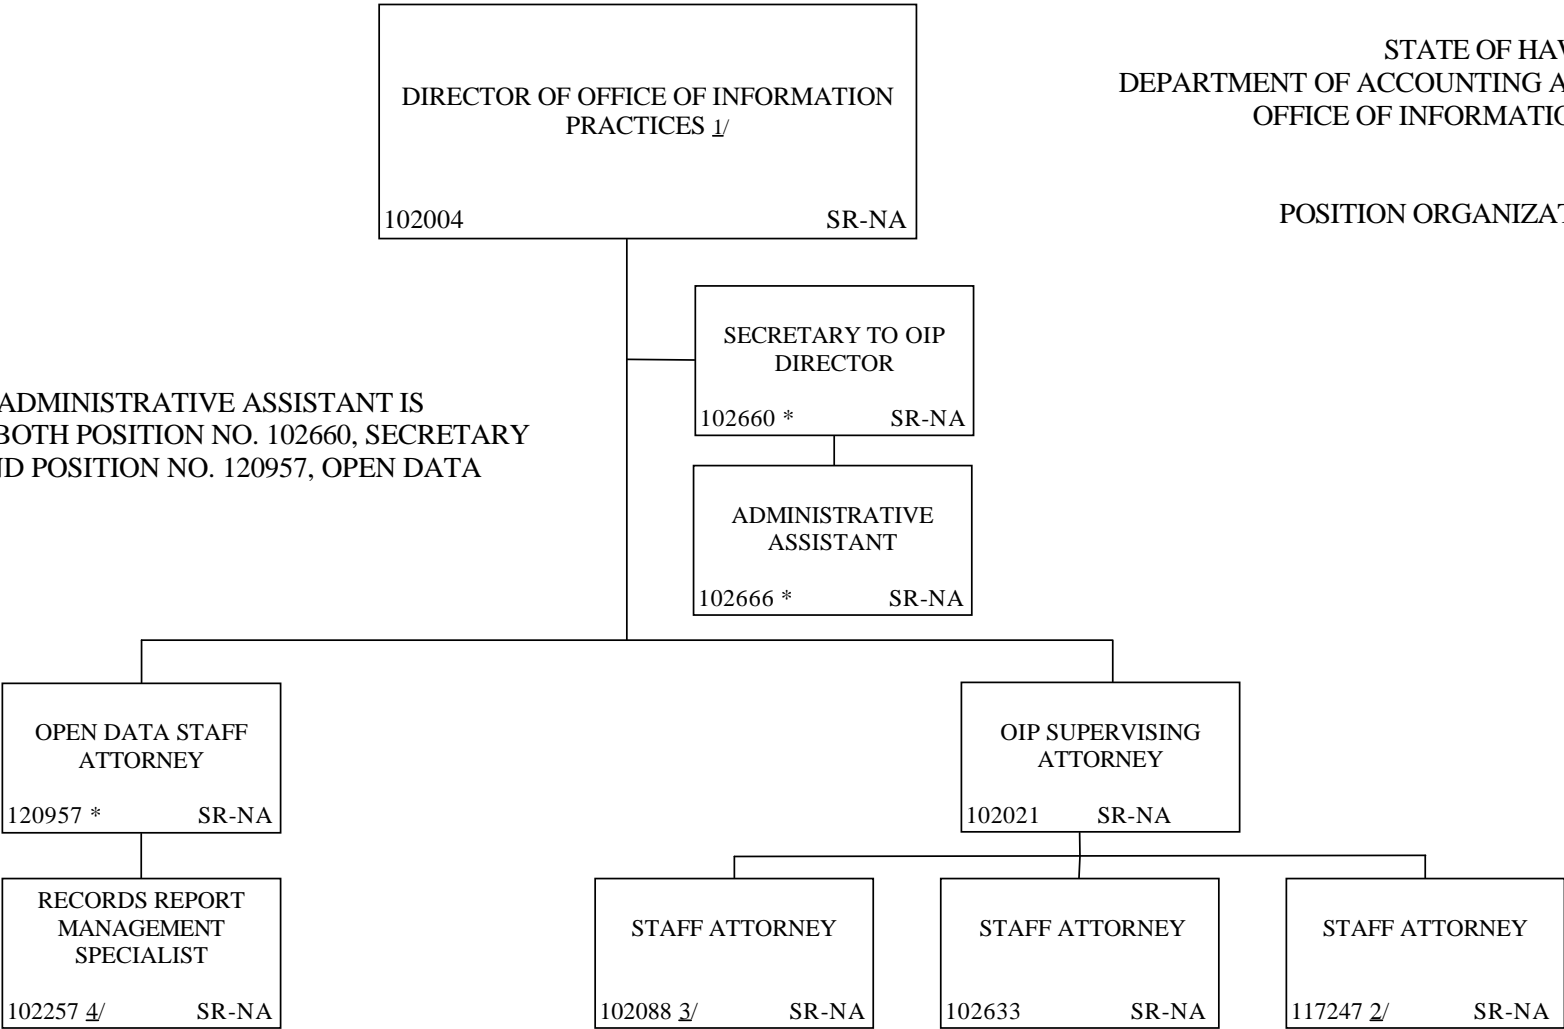 STATE OF
DEPARTMENT OF ACCOUNTING
OFFICE OF
POSITION
DIRECTOR OF OFFICE OF INFORMATION
PRACTICES 1/
102004 SR-NA
SECRETARY TO OIP
DIRECTOR
102660 * SR-NA
ADMINISTRATIVE ASSISTANT IS
BOTH POSITION NO. 102660, SECRETARY
POSITION NO. 120957, OPEN DATA
ADMINISTRATIVE
ASSISTANT
102666 * SR-NA
OPEN DATA STAFF
ATTORNEY
120957 * SR-NA
OIP SUPERVISING
ATTORNEY
102021 SR-NA
RECORDS REPORT
MANAGEMENT
SPECIALIST
102257 4/ SR-NA
STAFF ATTORNEY
102088 3/ SR-NA
STAFF ATTORNEY
102633 SR-NA
STAFF ATTORNEY
117247 2/ SR-NA